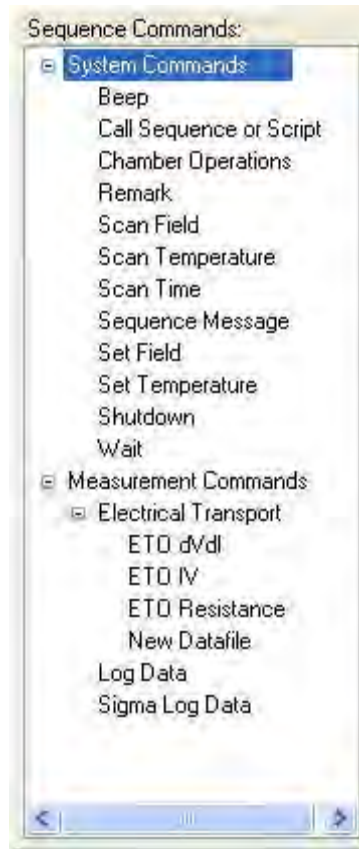 Sequence Commands:
System Commands
Beep
Call Sequence or Script
Chamber Operations
Remark
Scan Field
Scan Temperature
Scan Time
Sequence Message
Set Field
Set Temperature
Shutdown
Wait
Measurement Commands
Electrical Transport
ETO dVdI
ETO IV
ETO Resistance
New Datafile
Log Data
Sigma Log Data